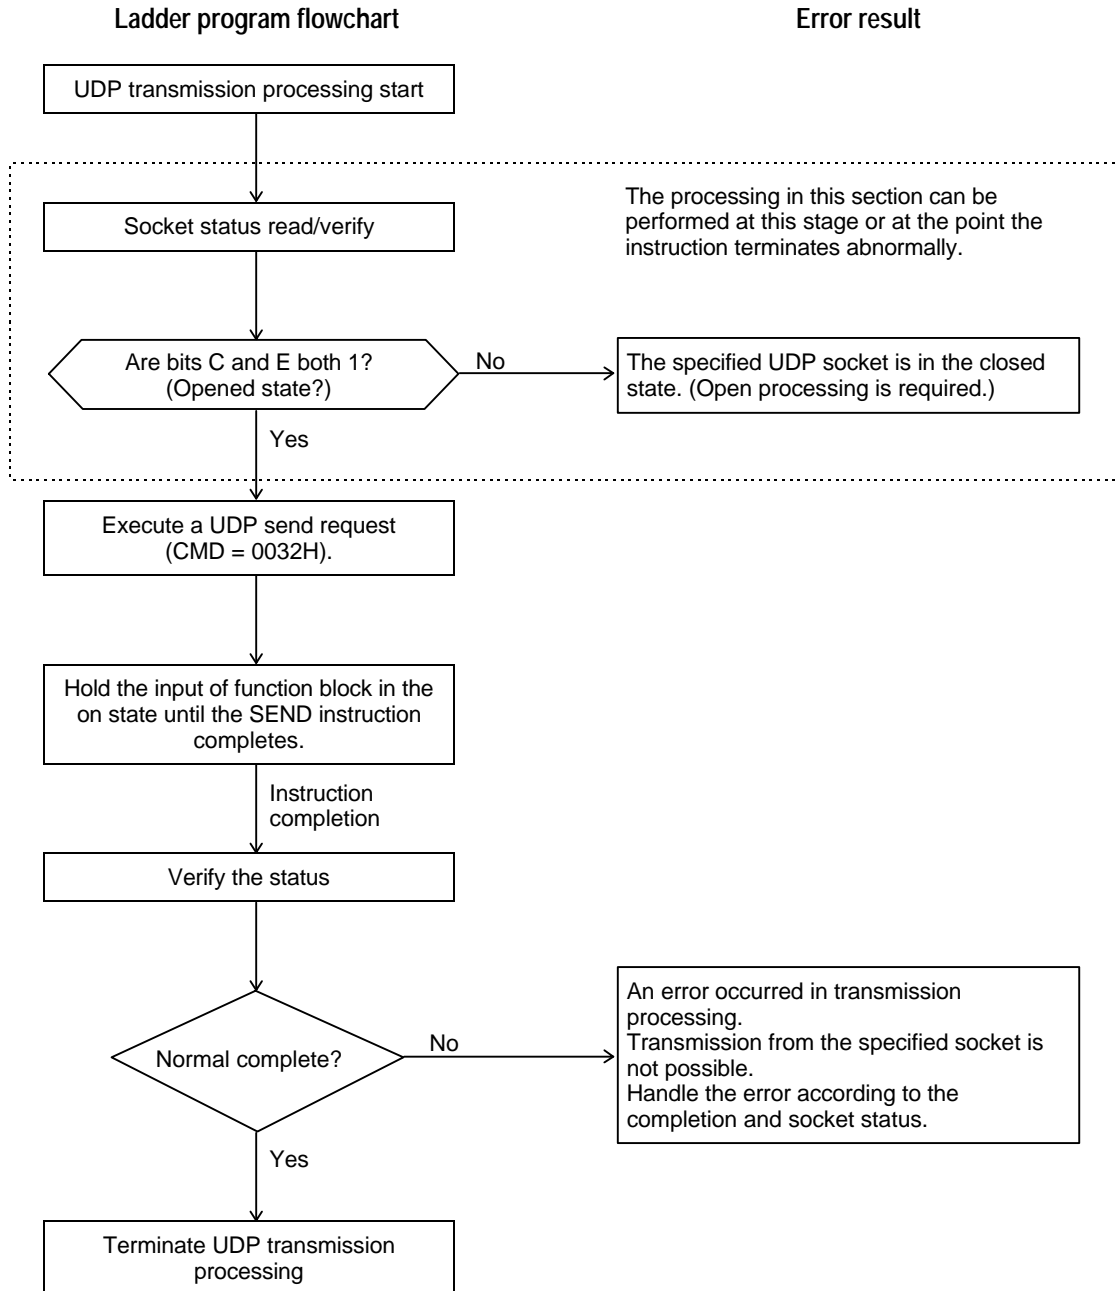 Ladder program flowchart
Error result
UDP transmission processing start
The processing in this section can be
performed at this stage or at the point the
instruction terminates abnormally.
Socket status read/verify
Are bits C and E both 1?
(Opened state?)
No
The specified UDP socket is in the closed
state. (Open processing is required.)
Yes
Execute a UDP send request
(CMD = 0032H).
Hold the input of function block in the
on state until the SEND instruction
completes.
Instruction
completion
Verify the status
Normal complete?
No
An error occurred in transmission
processing.
Transmission from the specified socket is
not possible.
Handle the error according to the
completion and socket status.
Yes
Terminate UDP transmission
processing